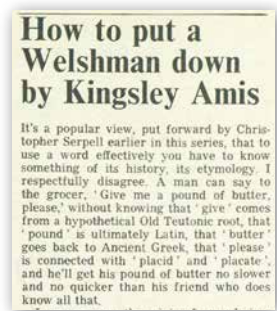 How to put a
Welshman down
by Kingsley Amis
It's a popular view, put forward by Chris-
topher Serpell earlier in this series, that to
use a word effectively you have to know
something of its history, its etymology. I
respectfully disagree. A man can say to
the grocer, 'Give me a pound of butter,
please,' without knowing that 'give' comes
from a hypothetical Old Teutonic root, that
'pound' is ultimately Latin, that 'butter'
goes back to Ancient Greek, that 'please'
is connected with 'placid' and 'placate',
and he'll get his pound of butter no slower
and no quicker than his friend who does
know all that.